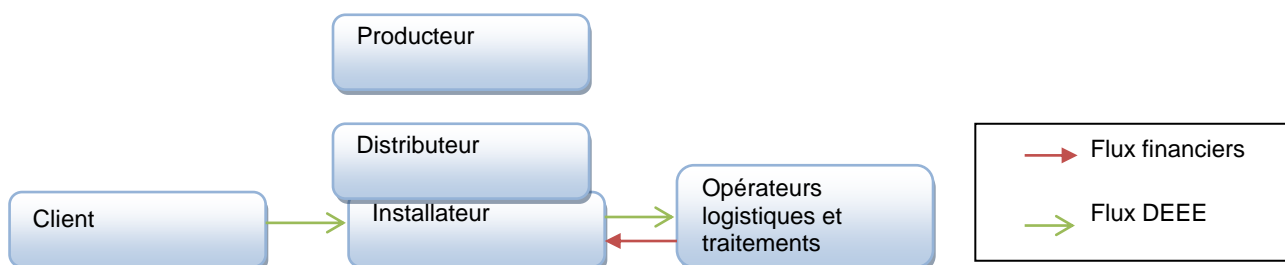 Producteur
Distributeur
Client
Installateur
Opérateurs
logistiques et
traitements
Flux financiers
Flux DEEE